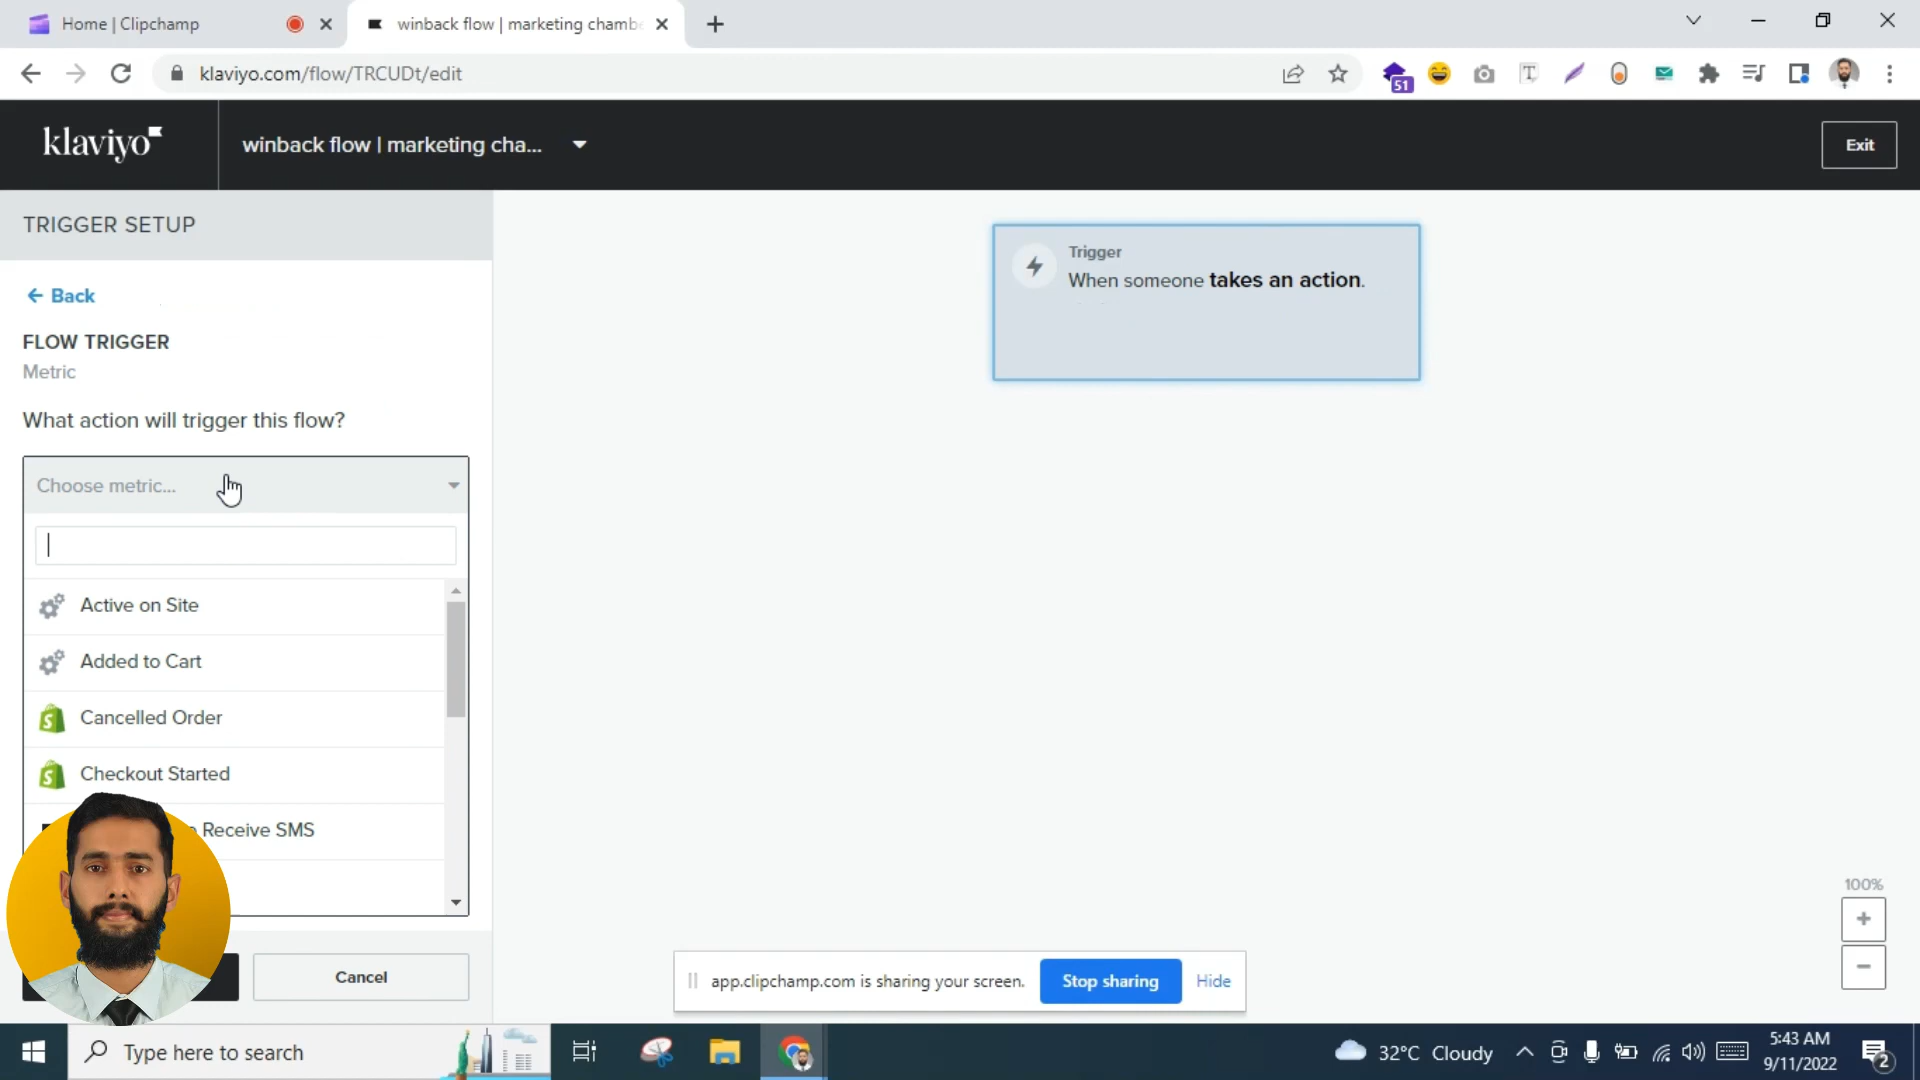 Home | Clipchamp
winback flow | marketing chambe
klaviyo.com/flow/TRCUDt/edit
51
klaviyo
winback flow | marketing cha...
Exit
TRIGGER SETUP
Back
FLOW TRIGGER
Metric
What action will trigger this flow?
Choose metric...
Active on Site
Added to Cart
Cancelled Order
Checkout Started
Receive SMS
Cancel
Trigger
When someone takes an action.
100%
app.clipchamp.com is sharing your screen.
Stop sharing
Hide
Type here to search
32°C Cloudy
5:43 AM
9/11/2022
2